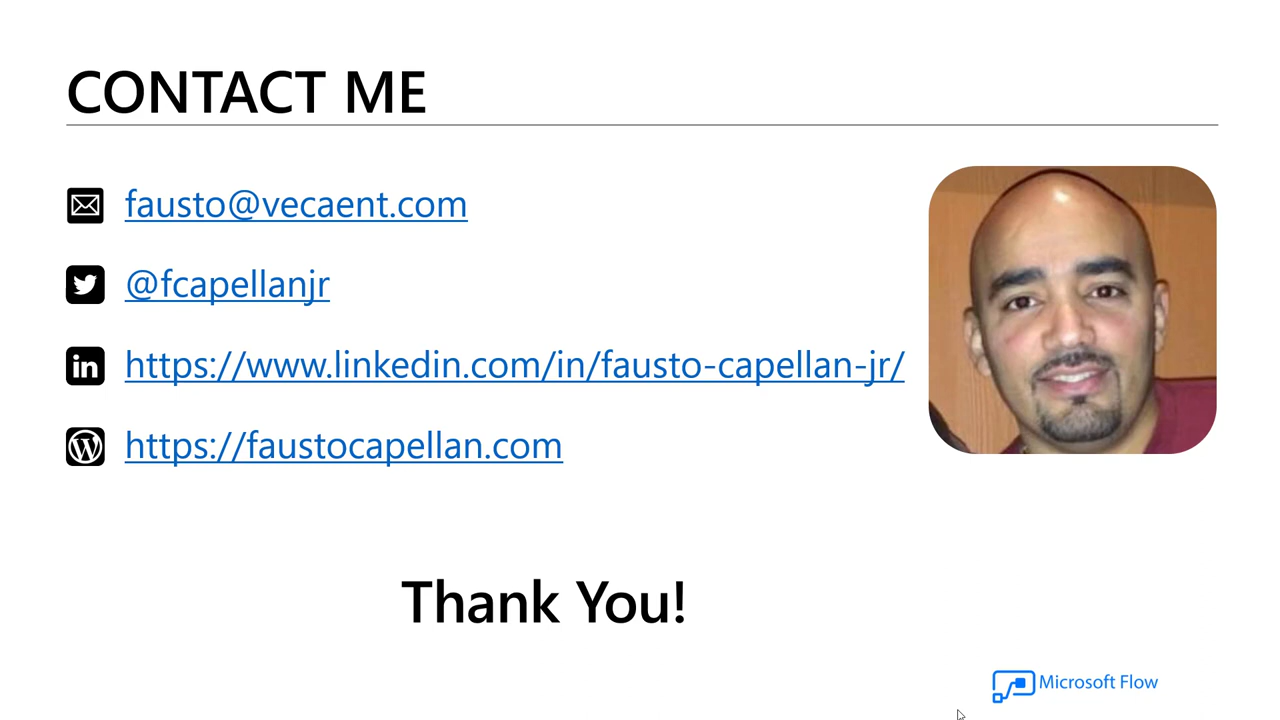 CONTACT ME
fausto@vecaent.com
@fcapellanjr
https://www.linkedin.com/in/fausto-capellan-jr/
https://faustocapellan.com
Thank You!
Microsoft Flow